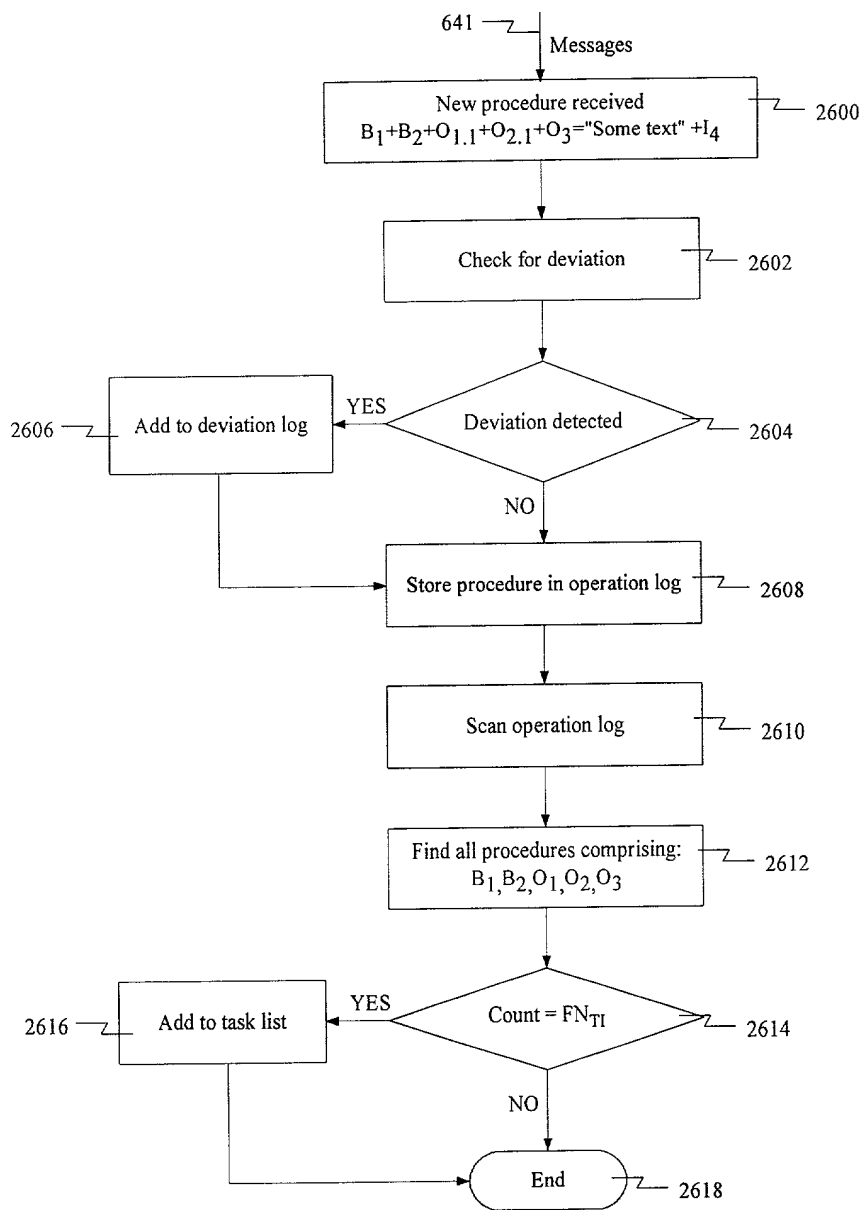 641
Messages
New procedure received
B₁+B₂+O₁.₁+O₂.₁+O₃="Some text" +I₄
2600
Check for deviation
2602
YES
Deviation detected
2604
2606
Add to deviation log
NO
Store procedure in operation log
2608
Scan operation log
2610
Find all procedures comprising:
B₁,B₂,O₁,O₂,O₃
2612
YES
2616
Add to task list
Count = FN_TI
2614
NO
End
2618